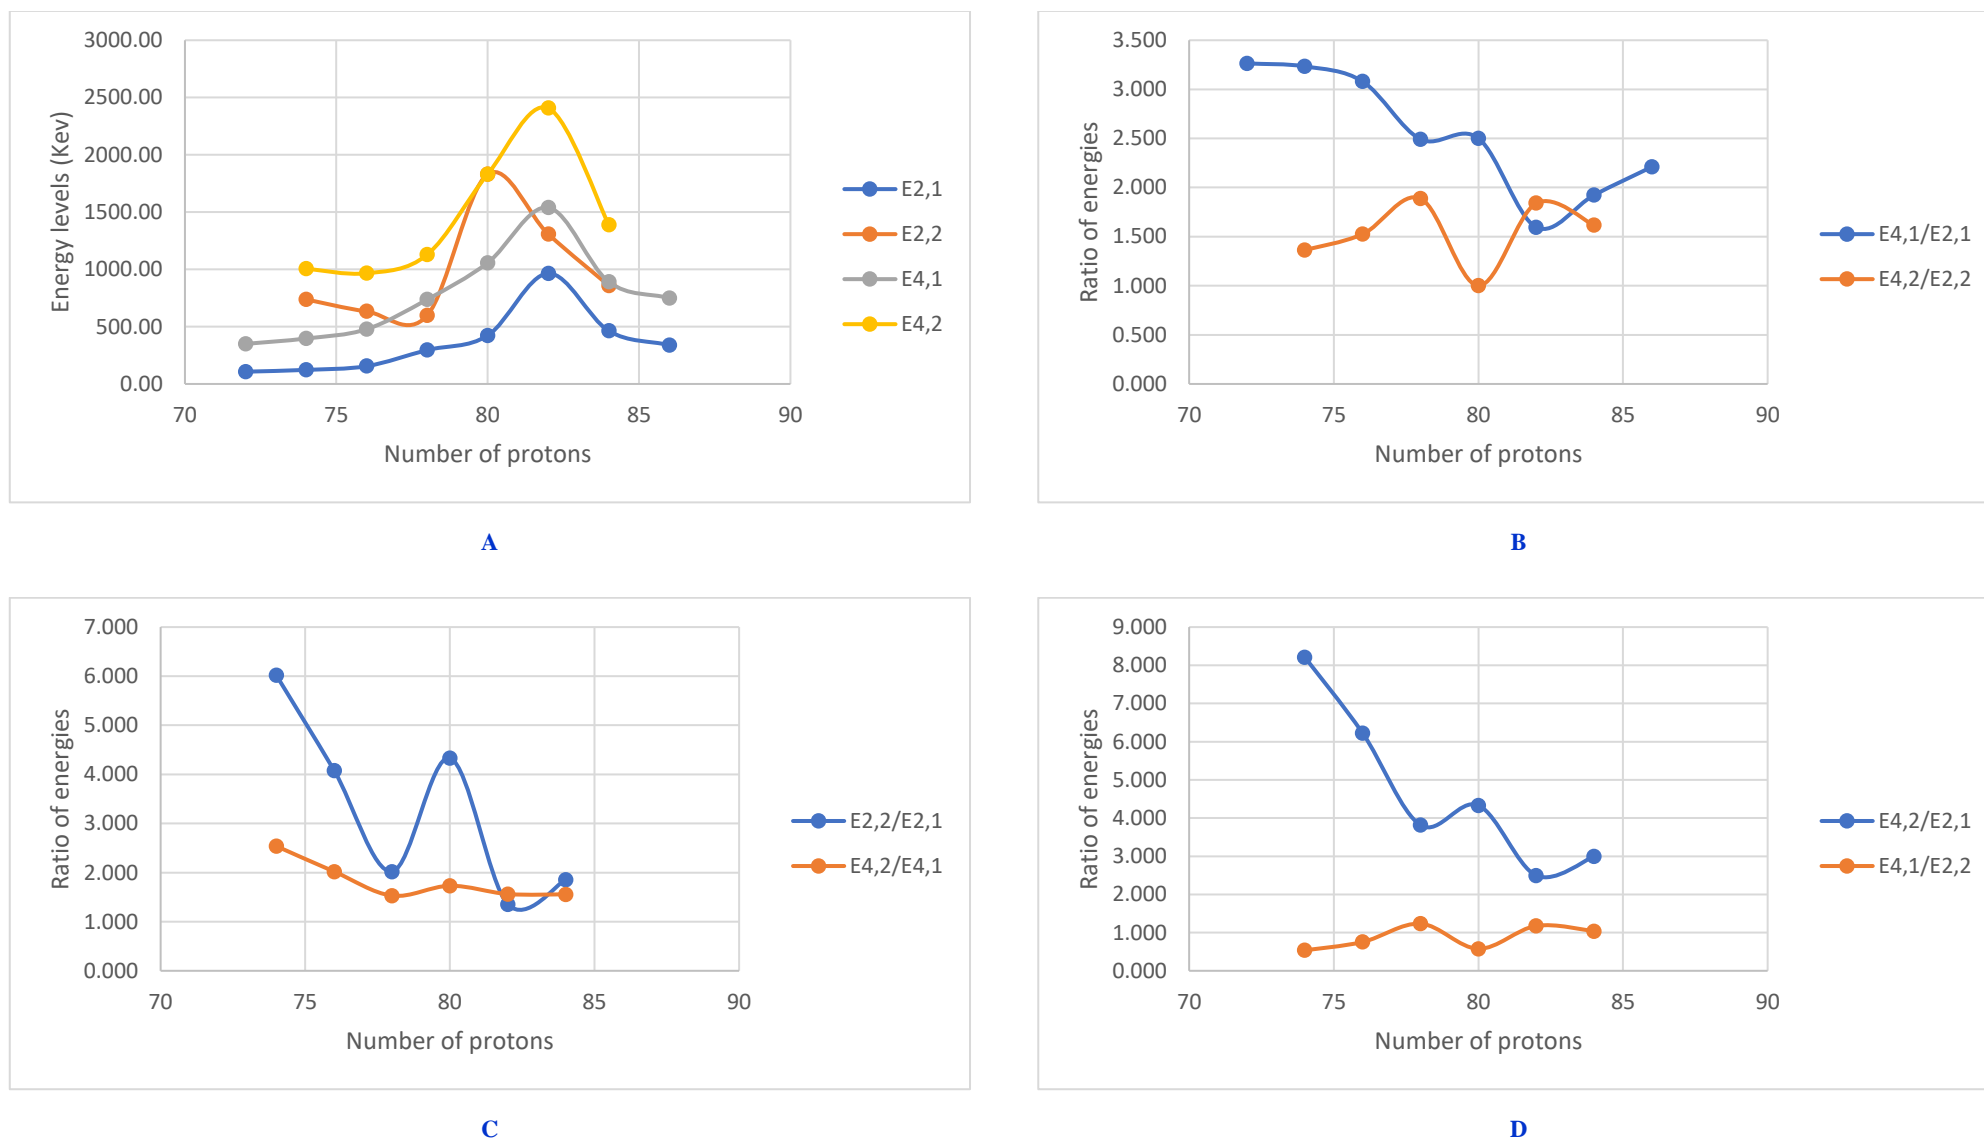 3000.00
2500.00
2000.00
1500.00
1000.00
500.00
0.00
Energy levels (Kev)
70 75 80 85 90
Number of protons
E2,1
E2,2
E4,1
E4,2
A
3.500
3.000
2.500
2.000
1.500
1.000
0.500
0.000
Ratio of energies
70 75 80 85 90
Number of protons
E4,1/E2,1
E4,2/E2,2
B
7.000
6.000
5.000
4.000
3.000
2.000
1.000
0.000
Ratio of energies
70 75 80 85 90
Number of protons
E2,2/E2,1
E4,2/E4,1
C
9.000
8.000
7.000
6.000
5.000
4.000
3.000
2.000
1.000
0.000
Ratio of energies
70 75 80 85 90
Number of protons
E4,2/E2,1
E4,1/E2,2
D